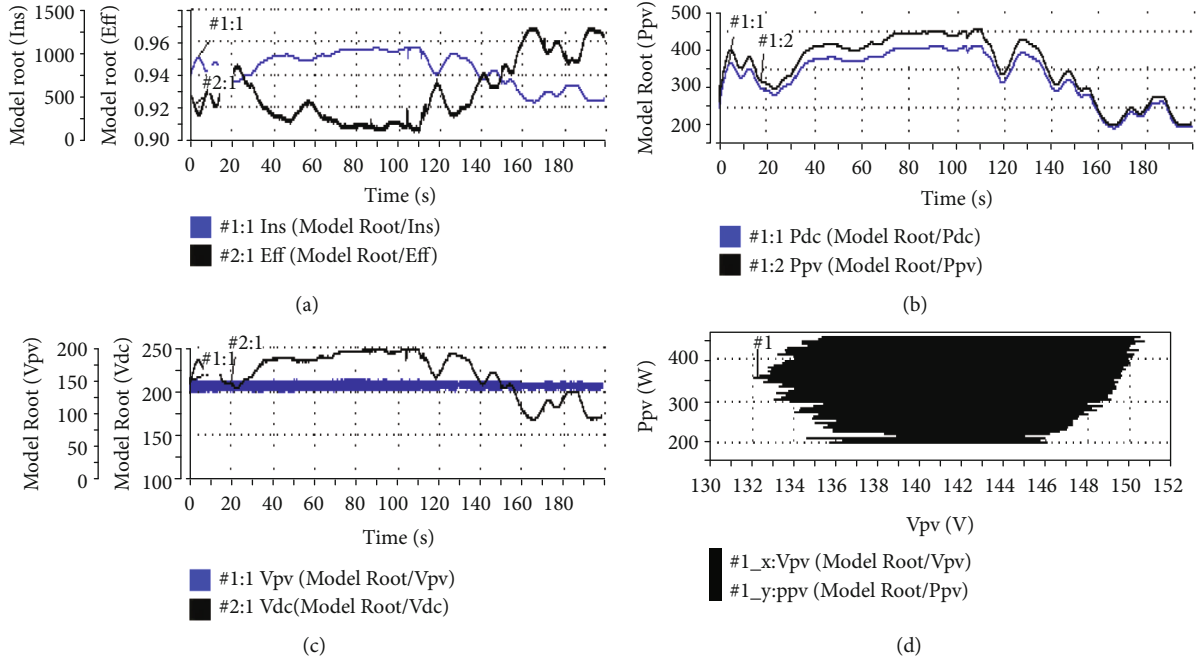 Model root (Ins)
1500
1000
500
0
Model root (Eff)
0.96
0.94
0.92
0.90
#1:1
#2:1
0 20 40 60 80 100 120 140 160 180
Time (s)
#1:1 Ins (Model Root/Ins)
#2:1 Eff (Model Root/Eff)
(a)
Model Root (Ppv)
500
400
300
200
#1:1
#1:2
0 20 40 60 80 100 120 140 160 180
Time (s)
#1:1 Pdc (Model Root/Pdc)
#1:2 Ppv (Model Root/Ppv)
(b)
Model Root (Vpv)
200
150
100
50
0
Model Root (Vdc)
250
200
150
100
#1:1
#2:1
0 20 40 60 80 100 120 140 160 180
Time (s)
#1:1 Vpv (Model Root/Vpv)
#2:1 Vdc(Model Root/Vdc)
(c)
Ppv (W)
400
300
200
#1
130 132 134 136 138 140 142 144 146 148 150 152
Vpv (V)
#1_x:Vpv (Model Root/Vpv)
#1_y:ppv (Model Root/Ppv)
(d)